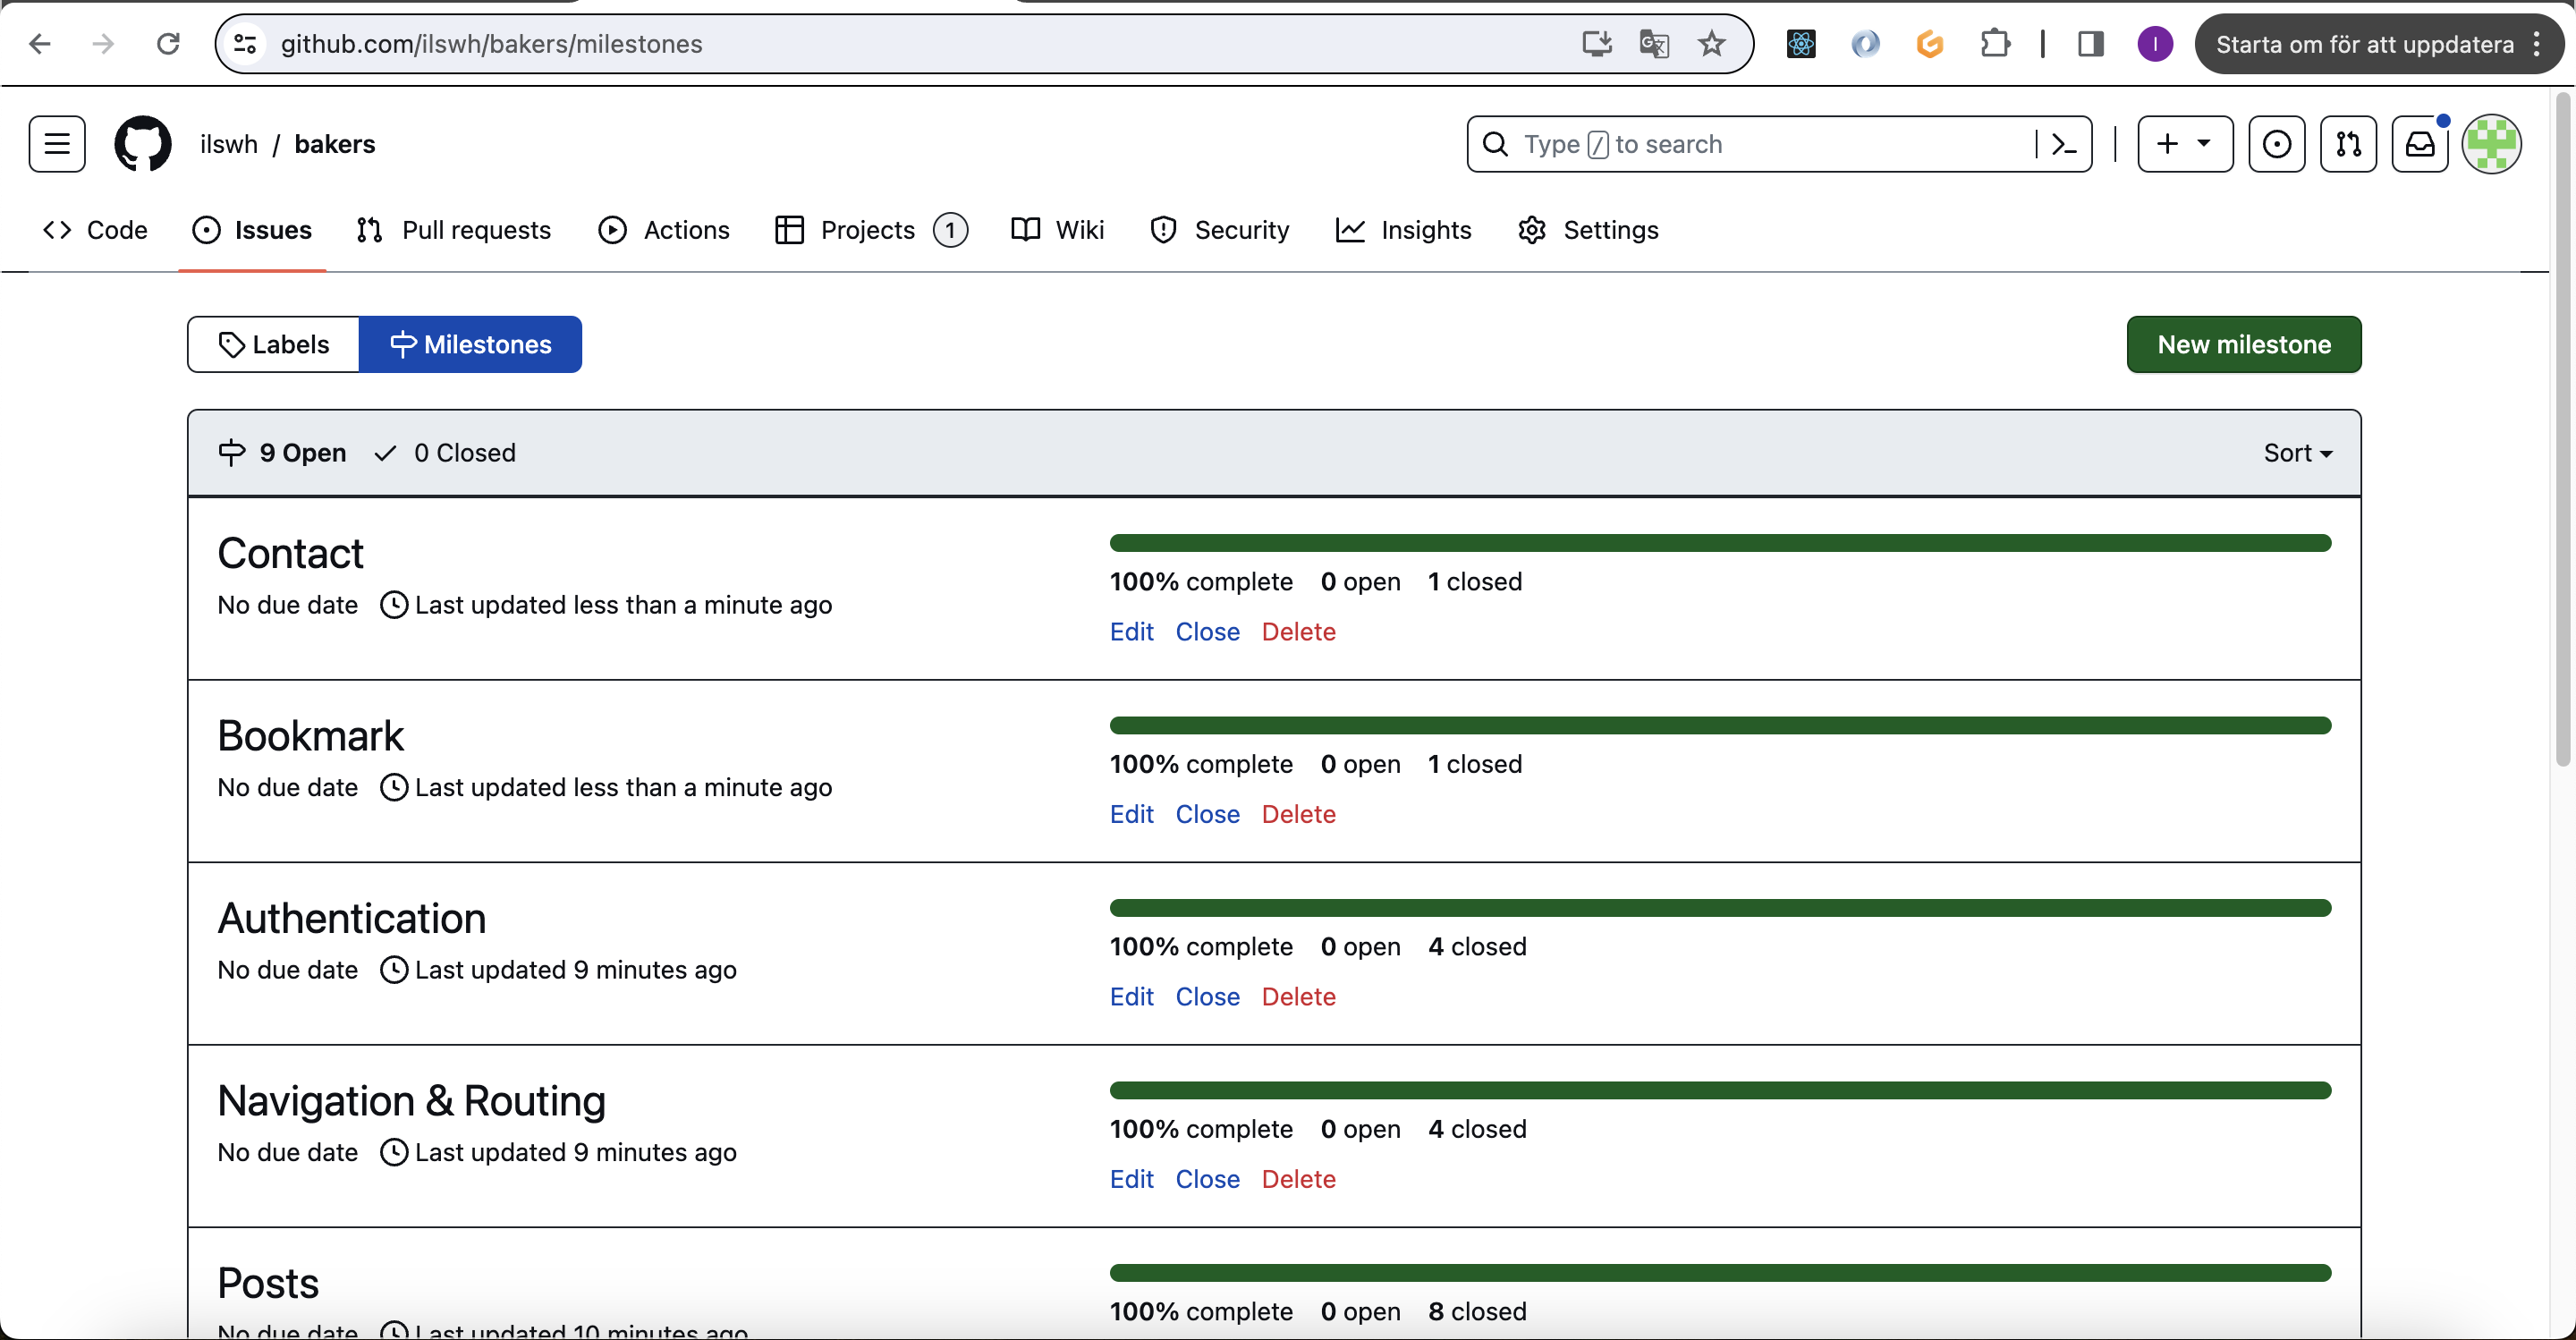 github.com/ilswh/bakers/milestones
Starta om för att uppdatera
ilswh / bakers
Type / to search
Code Issues Pull requests Actions Projects 1 Wiki Security Insights Settings
Labels Milestones New milestone
9 Open 0 Closed Sort
Contact
100% complete 0 open 1 closed
No due date Last updated less than a minute ago
Edit Close Delete
Bookmark
100% complete 0 open 1 closed
No due date Last updated less than a minute ago
Edit Close Delete
Authentication
100% complete 0 open 4 closed
No due date Last updated 9 minutes ago
Edit Close Delete
Navigation & Routing
100% complete 0 open 4 closed
No due date Last updated 9 minutes ago
Edit Close Delete
Posts
100% complete 0 open 8 closed
No due date Last updated 10 minutes ago